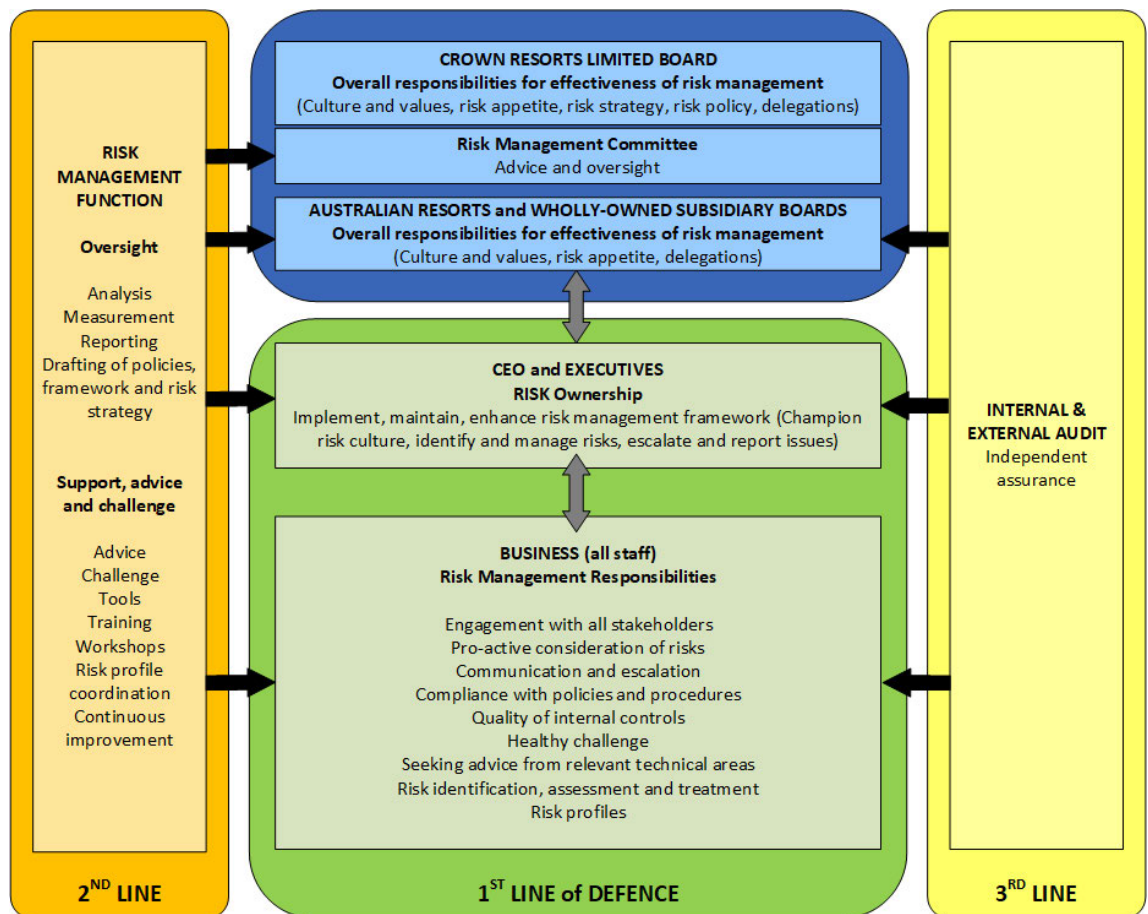 RISK
MANAGEMENT
FUNCTION
Oversight
Analysis
Measurement
Reporting
Drafting of policies,
framework and risk
strategy
Support, advice
and challenge
Advice
Challenge
Tools
Training
Workshops
Risk profile
coordination
Continuous
improvement
2ND LINE
CROWN RESORTS LIMITED BOARD
Overall responsibilities for effectiveness of risk management
(Culture and values, risk appetite, risk strategy, risk policy, delegations)
Risk Management Committee
Advice and oversight
AUSTRALIAN RESORTS and WHOLLY-OWNED SUBSIDIARY BOARDS
Overall responsibilities for effectiveness of risk management
(Culture and values, risk appetite, delegations)
CEO and EXECUTIVES
RISK Ownership
Implement, maintain, enhance risk management framework (Champion
risk culture, identify and manage risks, escalate and report issues)
BUSINESS (all staff)
Risk Management Responsibilities
Engagement with all stakeholders
Pro-active consideration of risks
Communication and escalation
Compliance with policies and procedures
Quality of internal controls
Healthy challenge
Seeking advice from relevant technical areas
Risk identification, assessment and treatment
Risk profiles
1ST LINE of DEFENCE
INTERNAL &
EXTERNAL AUDIT
Independent
assurance
3RD LINE